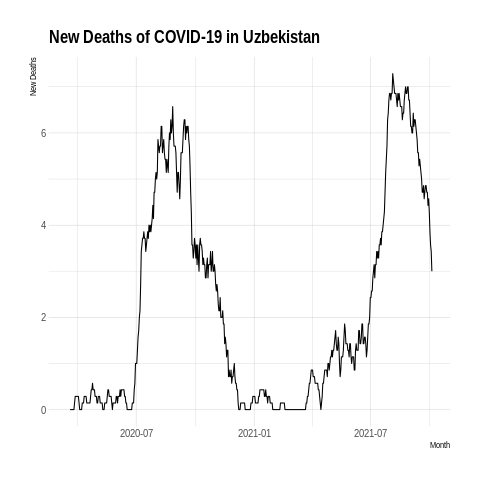 New Deaths of COVID-19 in Uzbekistan
New Deaths
6
4
2
0
2020-07
2021-01
2021-07
Month